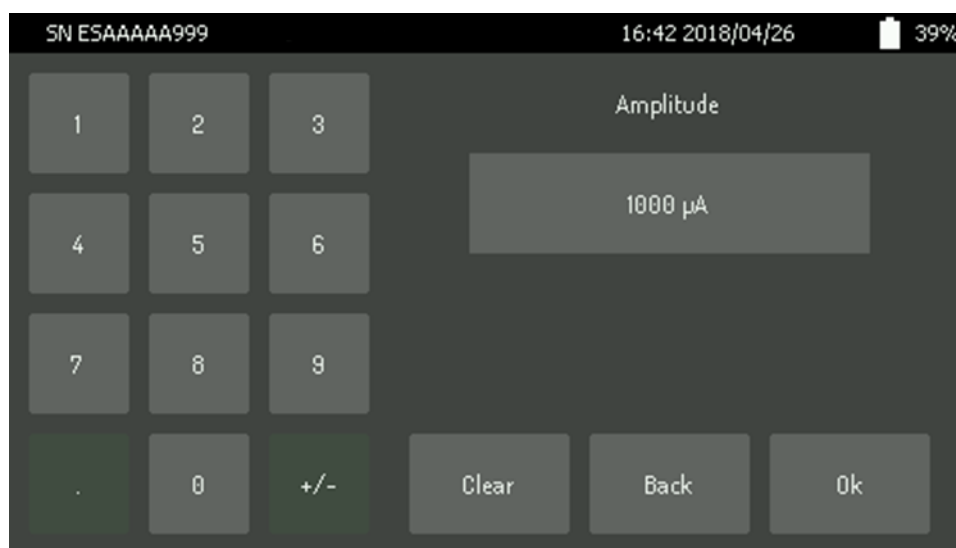 SN ESAAAAA999 16:42 2018/04/26 39%
Amplitude
1 2 3
1000 µA
4 5 6
7 8 9
. 0 +/- Clear Back Ok